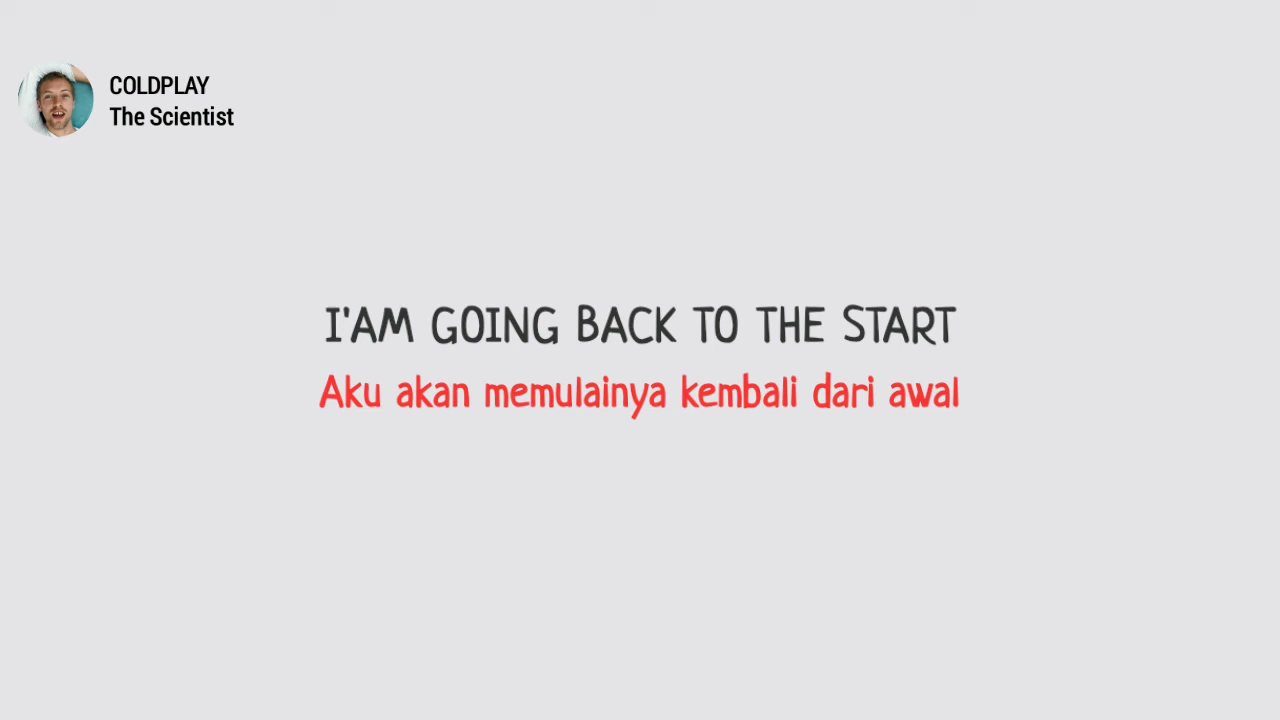 COLDPLAY
The Scientist
I'AM GOING BACK TO THE START
Aku akan memulainya kembali dari awal